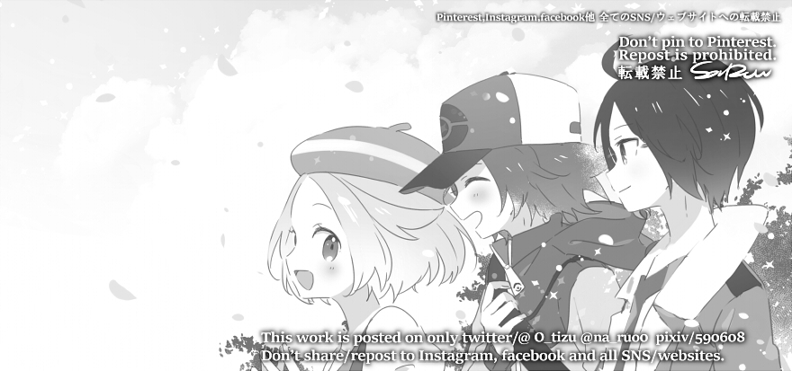 Pinterest,Instagram,facebook他 全てのSNS/ウェブサイトへの転載禁止
Don't pin to Pinterest.
Repost is prohibited.
転載禁止
This work is posted on only twitter/@ O_tizu @na_ruoo pixiv/590608
Don't share/repost to Instagram, facebook and all SNS/websites.